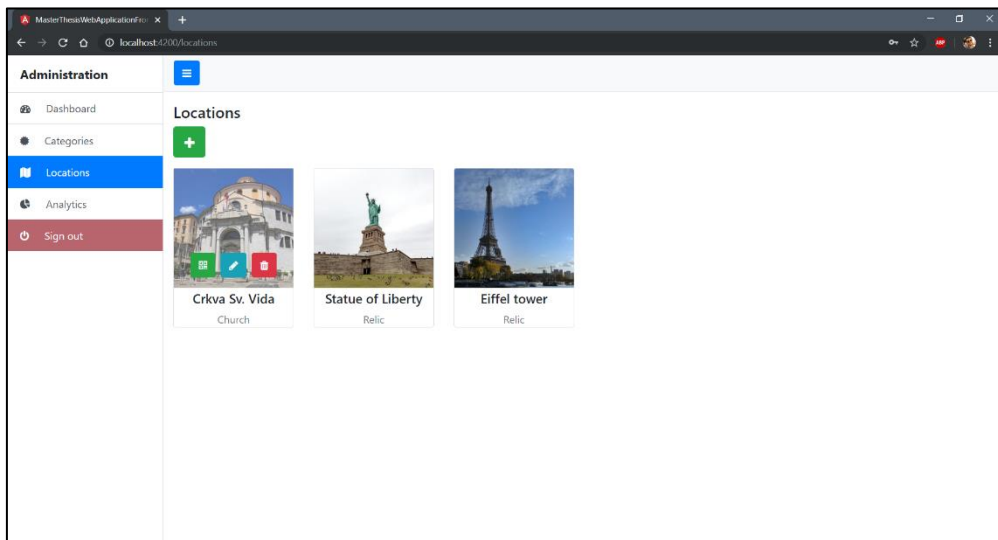 MasterThesisWebApplicationFro
localhost:4200/locations
ABP
Administration
Dashboard
Categories
Locations
Analytics
Sign out
Locations
Crkva Sv. Vida
Church
Statue of Liberty
Relic
Eiffel tower
Relic